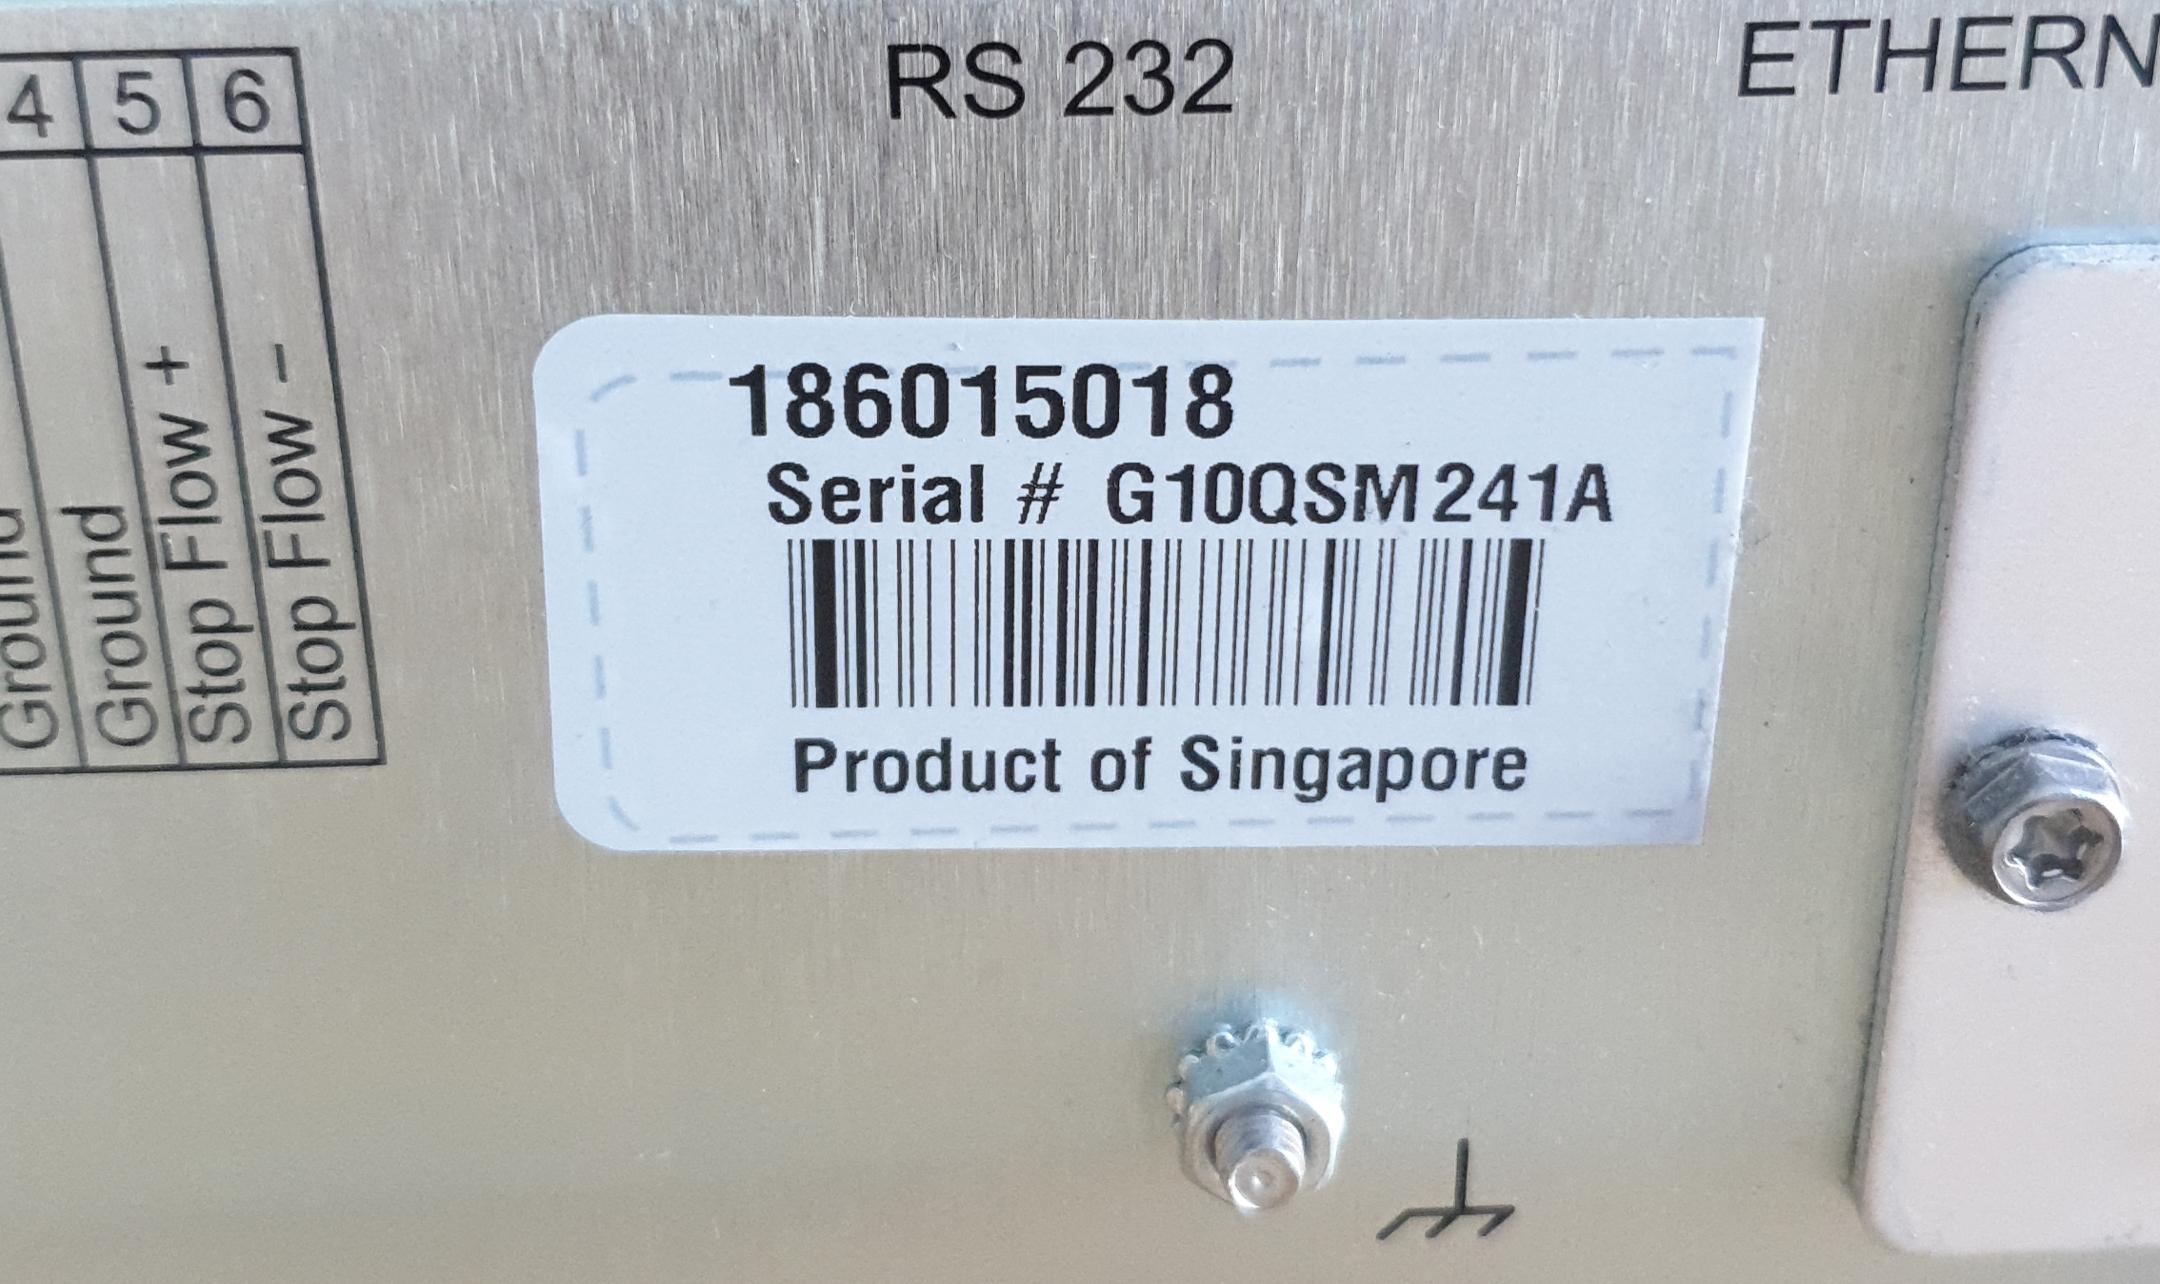 RS 232
ETHERN
4 5 6
Ground
Ground
Stop Flow +
Stop Flow -
186015018
Serial # G10QSM241A
Product of Singapore